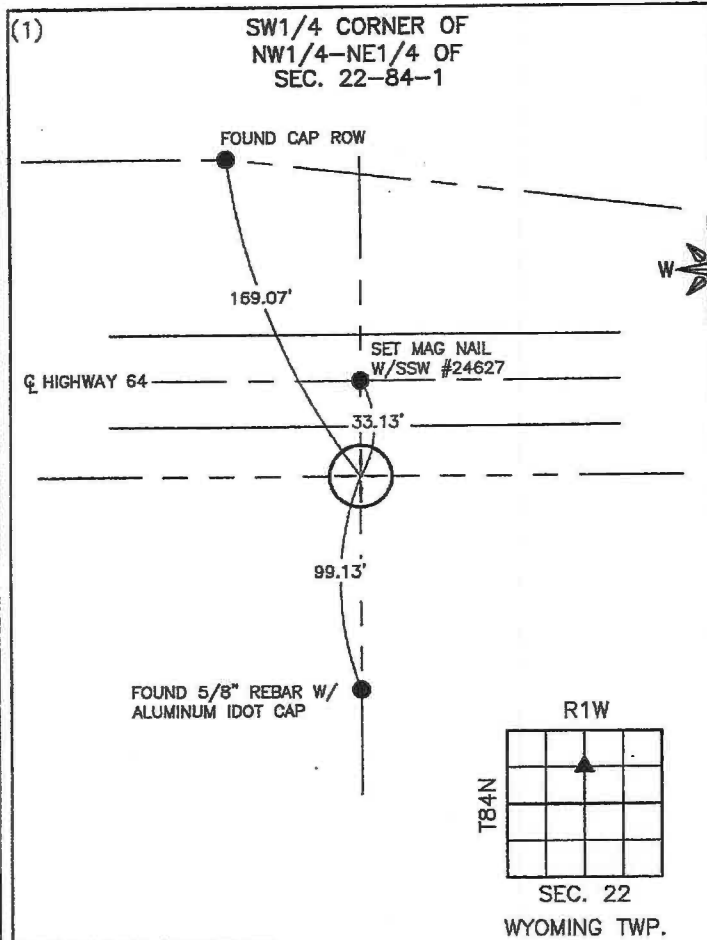 (1)
SW1/4 CORNER OF
NW1/4–NE1/4 OF
SEC. 22–84–1
FOUND CAP ROW
169.07'
W
SET MAG NAIL
W/SSW #24627
℄ HIGHWAY 64
33.13'
99.13'
FOUND 5/8" REBAR W/
ALUMINUM IDOT CAP
R1W
T84N
SEC. 22
WYOMING TWP.